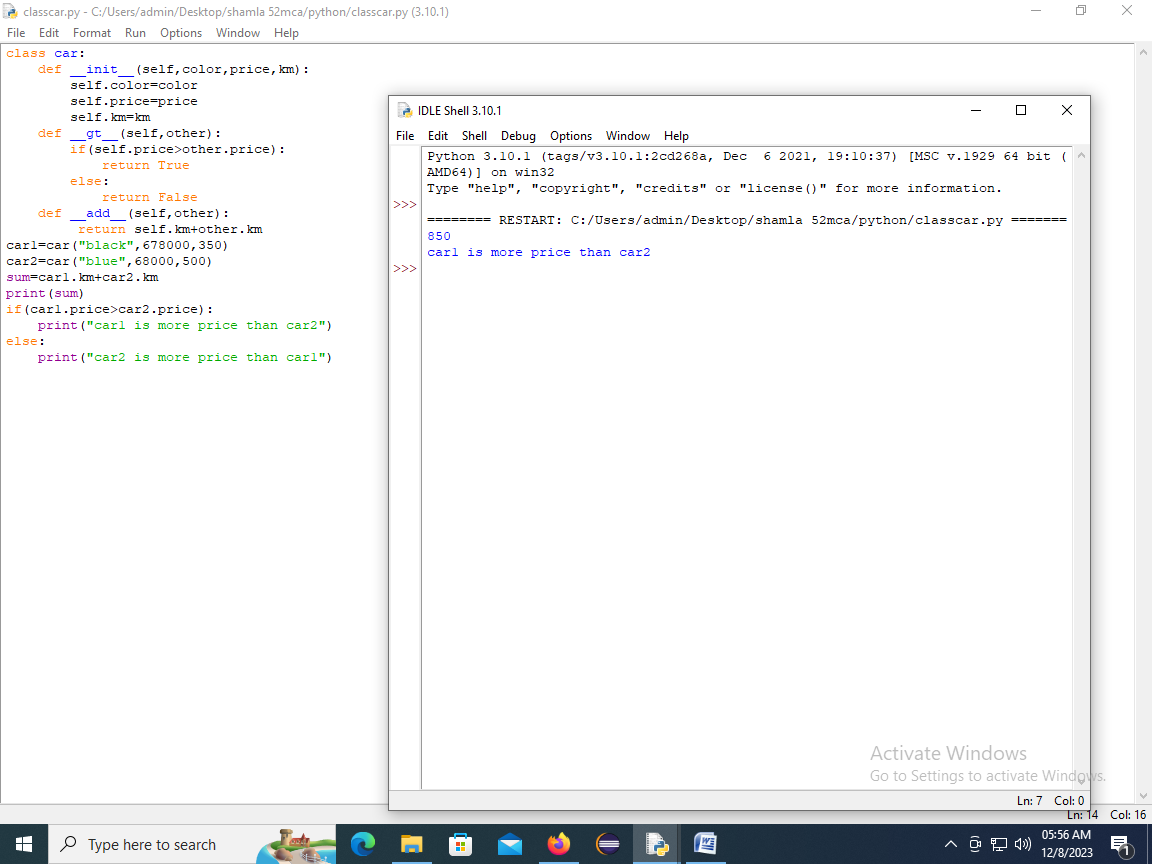 classcar.py - C:/Users/admin/Desktop/shamla 52mca/python/classcar.py (3.10.1)
File Edit Format Run Options Window Help
class car:
    def __init__(self,color,price,km):
        self.color=color
        self.price=price
        self.km=km
    def __gt__(self,other):
        if(self.price>other.price):
            return True
        else:
            return False
    def __add__(self,other):
         return self.km+other.km
car1=car("black",678000,350)
car2=car("blue",68000,500)
sum=car1.km+car2.km
print(sum)
if(car1.price>car2.price):
    print("car1 is more price than car2")
else:
    print("car2 is more price than car1")
IDLE Shell 3.10.1
File Edit Shell Debug Options Window Help
Python 3.10.1 (tags/v3.10.1:2cd268a, Dec  6 2021, 19:10:37) [MSC v.1929 64 bit (
AMD64)] on win32
Type "help", "copyright", "credits" or "license()" for more information.
>>>
======== RESTART: C:/Users/admin/Desktop/shamla 52mca/python/classcar.py =======
850
car1 is more price than car2
>>>
Activate Windows
Go to Settings to activate Windows.
Ln: 7 Col: 0
Ln: 14 Col: 16
Type here to search
05:56 AM
12/8/2023
1